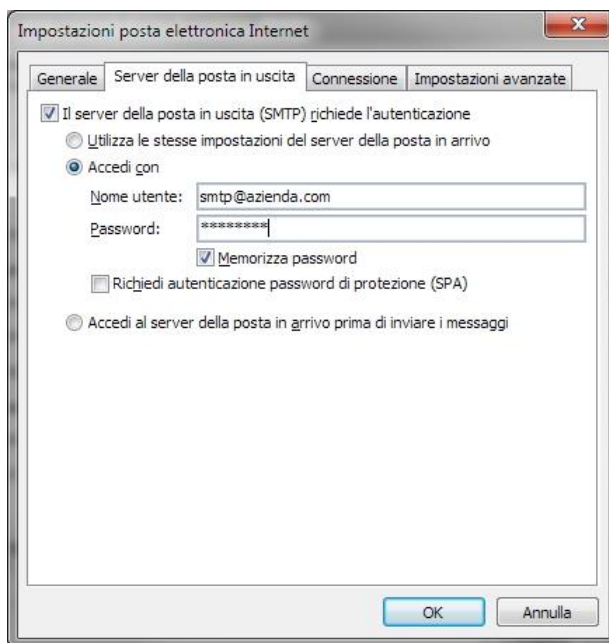 Impostazioni posta elettronica Internet
Generale Server della posta in uscita Connessione Impostazioni avanzate
Il server della posta in uscita (SMTP) richiede l'autenticazione
Utilizza le stesse impostazioni del server della posta in arrivo
Accedi con
Nome utente: smtp@azienda.com
Password: ********
Memorizza password
Richiedi autenticazione password di protezione (SPA)
Accedi al server della posta in arrivo prima di inviare i messaggi
OK Annulla